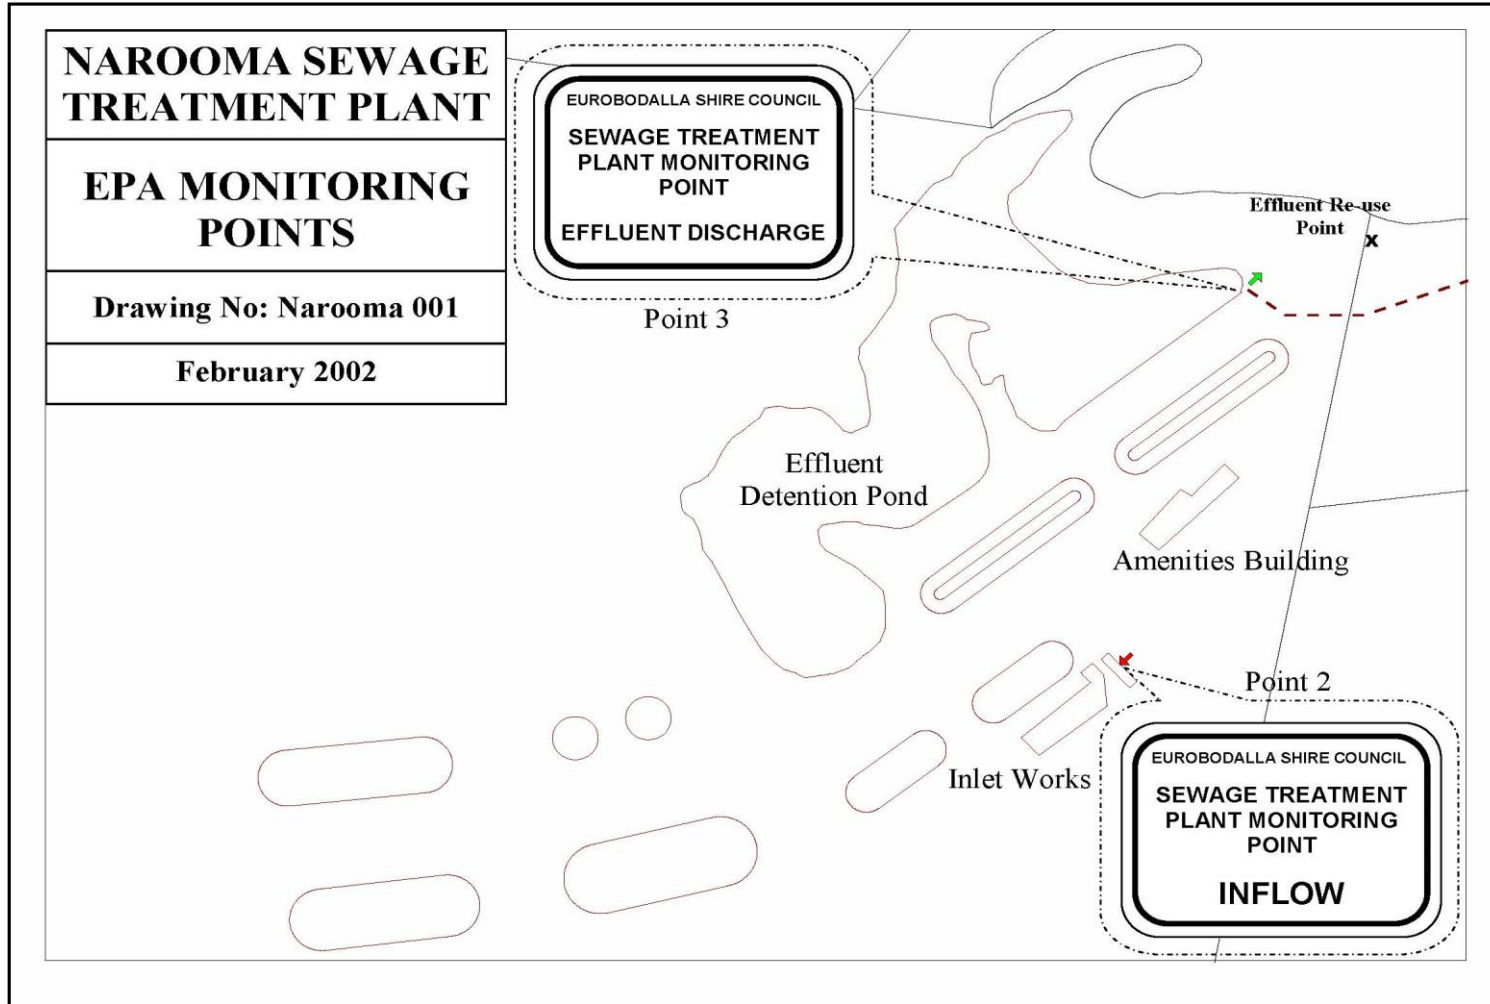 NAROOMA SEWAGE
TREATMENT PLANT
EPA MONITORING
POINTS
Drawing No: Narooma 001
February 2002
EUROBODALLA SHIRE COUNCIL
SEWAGE TREATMENT
PLANT MONITORING
POINT
EFFLUENT DISCHARGE
Point 3
Effluent Re-use
Point
x
Effluent
Detention Pond
Amenities Building
Point 2
Inlet Works
EUROBODALLA SHIRE COUNCIL
SEWAGE TREATMENT
PLANT MONITORING
POINT
INFLOW